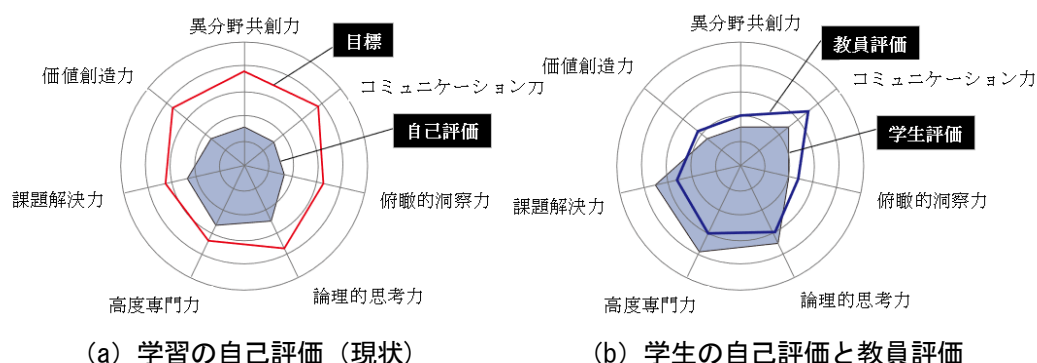 異分野共創力
目標
価値創造力
コミュニケーション力
自己評価
課題解決力
俯瞰的洞察力
高度専門力
論理的思考力
(a) 学習の自己評価（現状）
異分野共創力
教員評価
価値創造力
コミュニケーション力
学生評価
課題解決力
俯瞰的洞察力
高度専門力
論理的思考力
(b) 学生の自己評価と教員評価